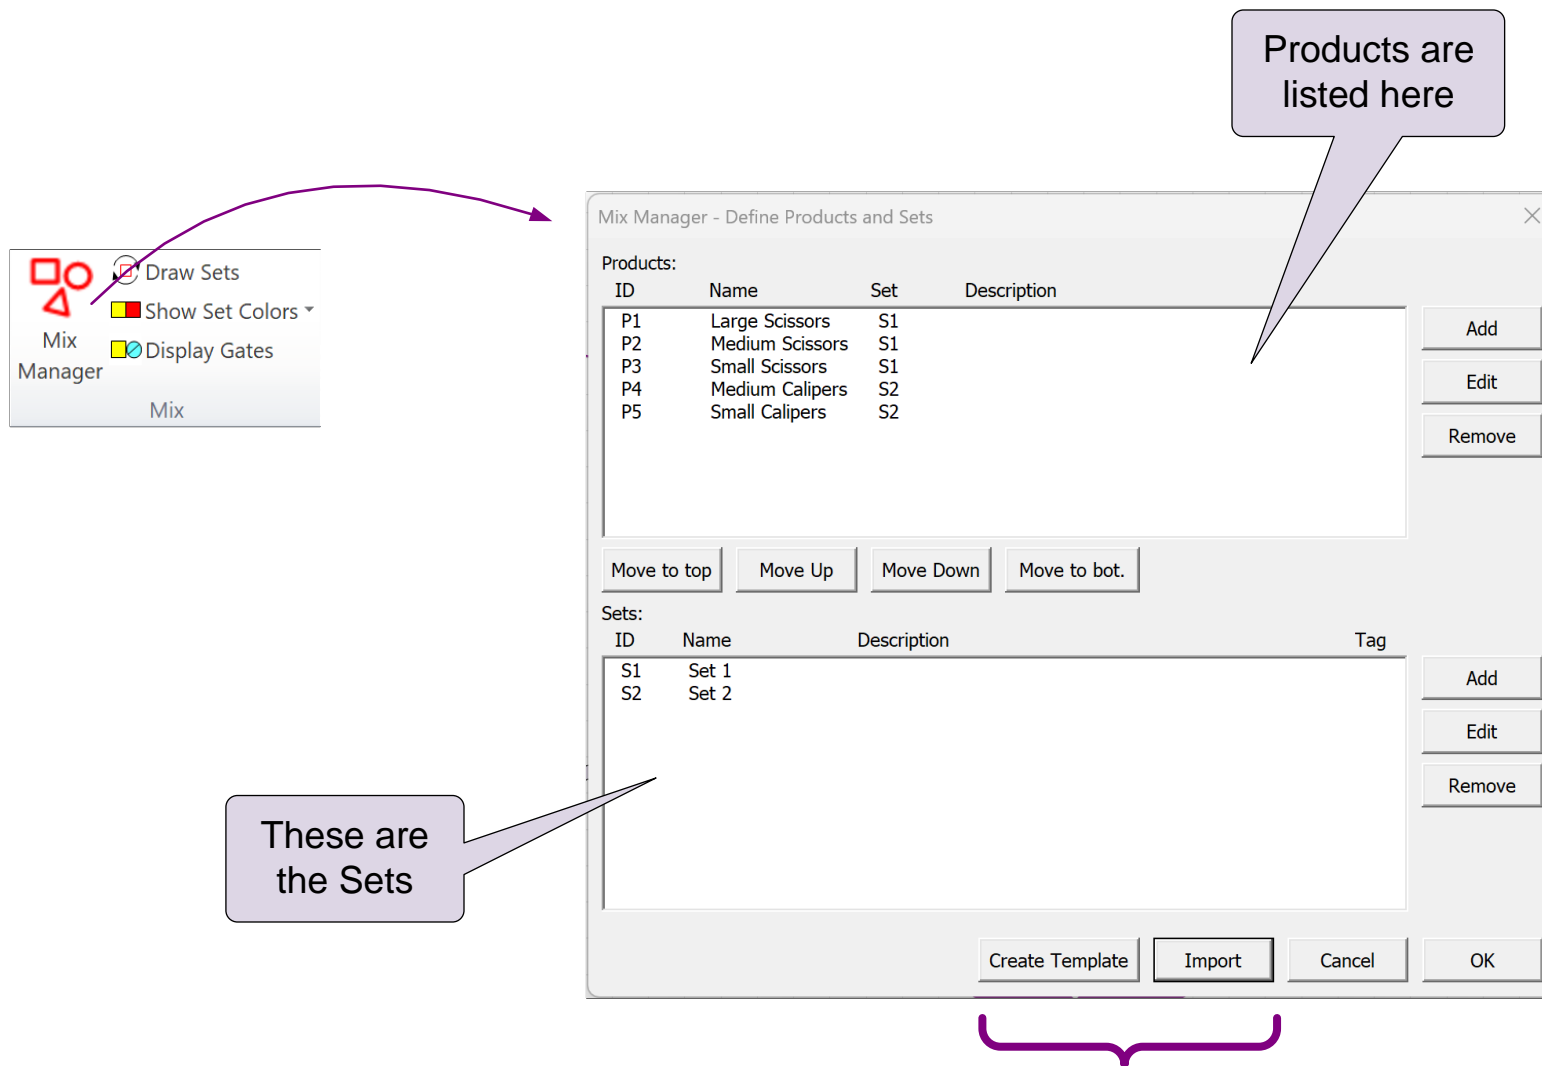 Products are
listed here
Draw Sets
Show Set Colors
Display Gates
Mix
Manager
Mix
Mix Manager - Define Products and Sets
Products:
ID Name Set Description
P1 Large Scissors S1
P2 Medium Scissors S1
P3 Small Scissors S1
P4 Medium Calipers S2
P5 Small Calipers S2
Add
Edit
Remove
Move to top Move Up Move Down Move to bot.
Sets:
ID Name Description Tag
S1 Set 1
S2 Set 2
Add
Edit
Remove
These are
the Sets
Create Template Import Cancel OK